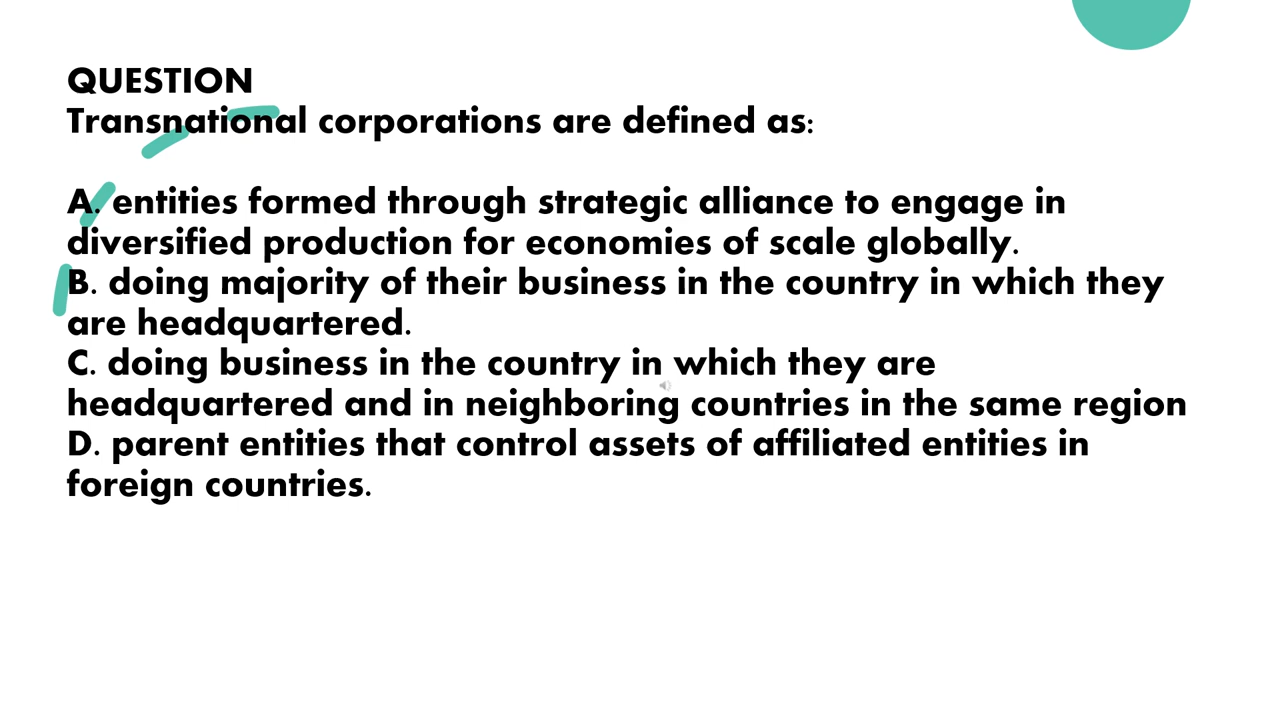 QUESTION
Transnational corporations are defined as:
A. entities formed through strategic alliance to engage in
diversified production for economies of scale globally.
B. doing majority of their business in the country in which they
are headquartered.
C. doing business in the country in which they are
headquartered and in neighboring countries in the same region
D. parent entities that control assets of affiliated entities in
foreign countries.